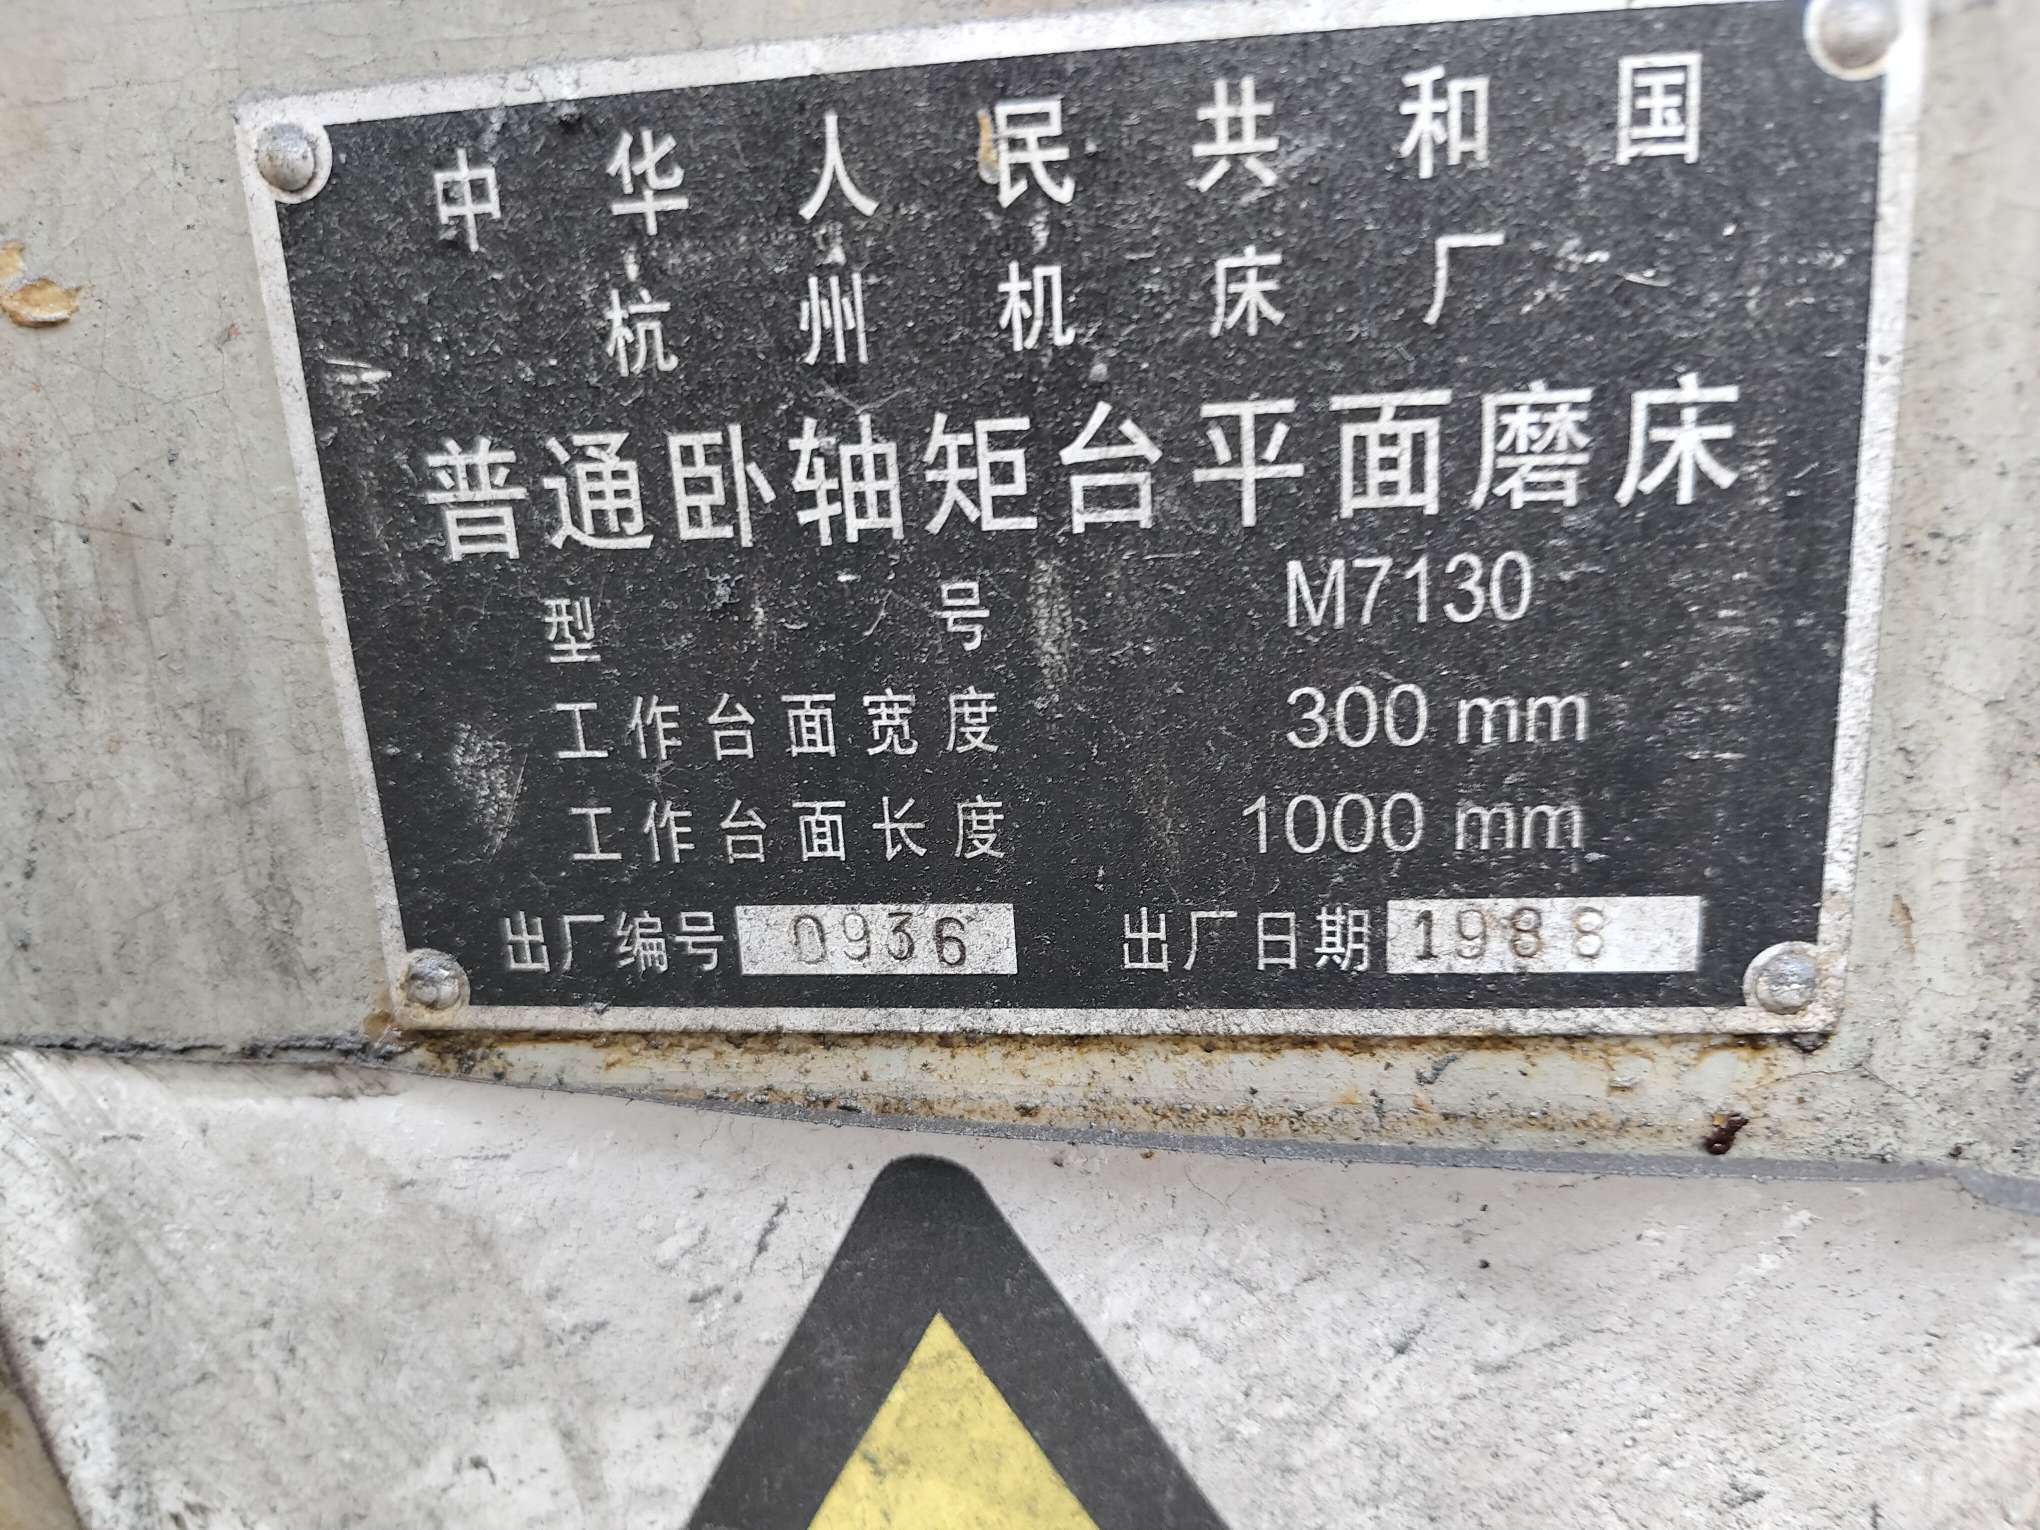 中华人民共和国
杭州机床厂
普通卧轴矩台平面磨床
型号 M7130
工作台面宽度 300 mm
工作台面长度 1000 mm
出厂编号 0936 出厂日期 1988